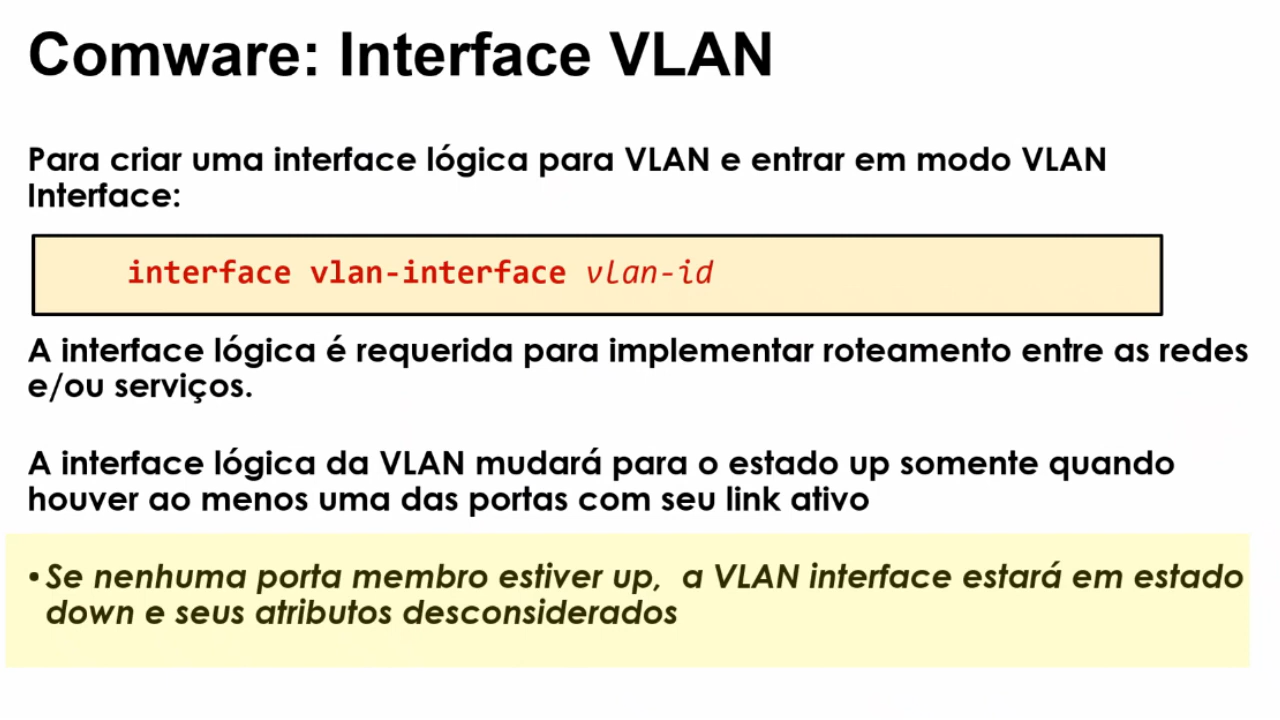 Comware: Interface VLAN
Para criar uma interface lógica para VLAN e entrar em modo VLAN
Interface:
interface vlan-interface vlan-id
A interface lógica é requerida para implementar roteamento entre as redes
e/ou serviços.
A interface lógica da VLAN mudará para o estado up somente quando
houver ao menos uma das portas com seu link ativo
• Se nenhuma porta membro estiver up, a VLAN interface estará em estado
down e seus atributos desconsiderados